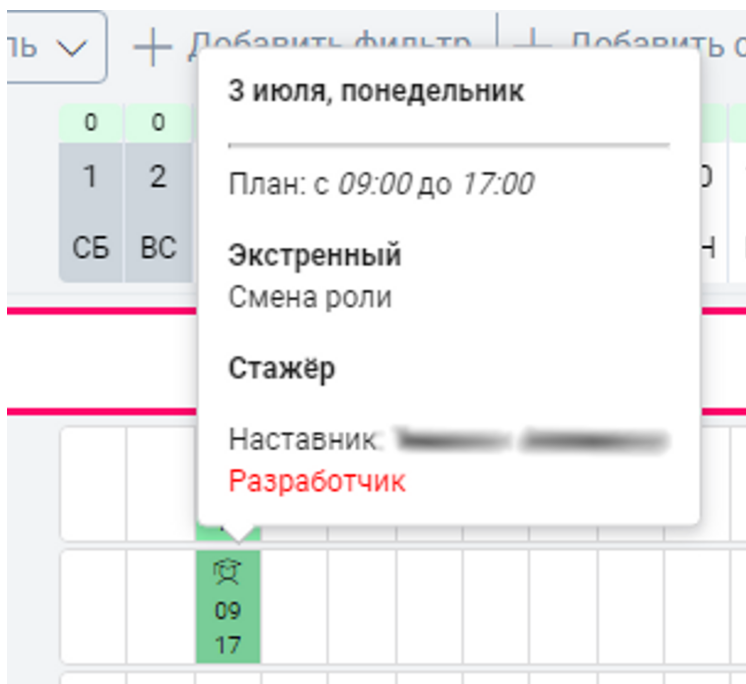 ль
Добавить фильтр
Добавить
0 0
1 2
СБ ВС
3 июля, понедельник
План: с 09:00 до 17:00
Экстренный
Смена роли
Стажёр
Наставник:
Разработчик
09
17